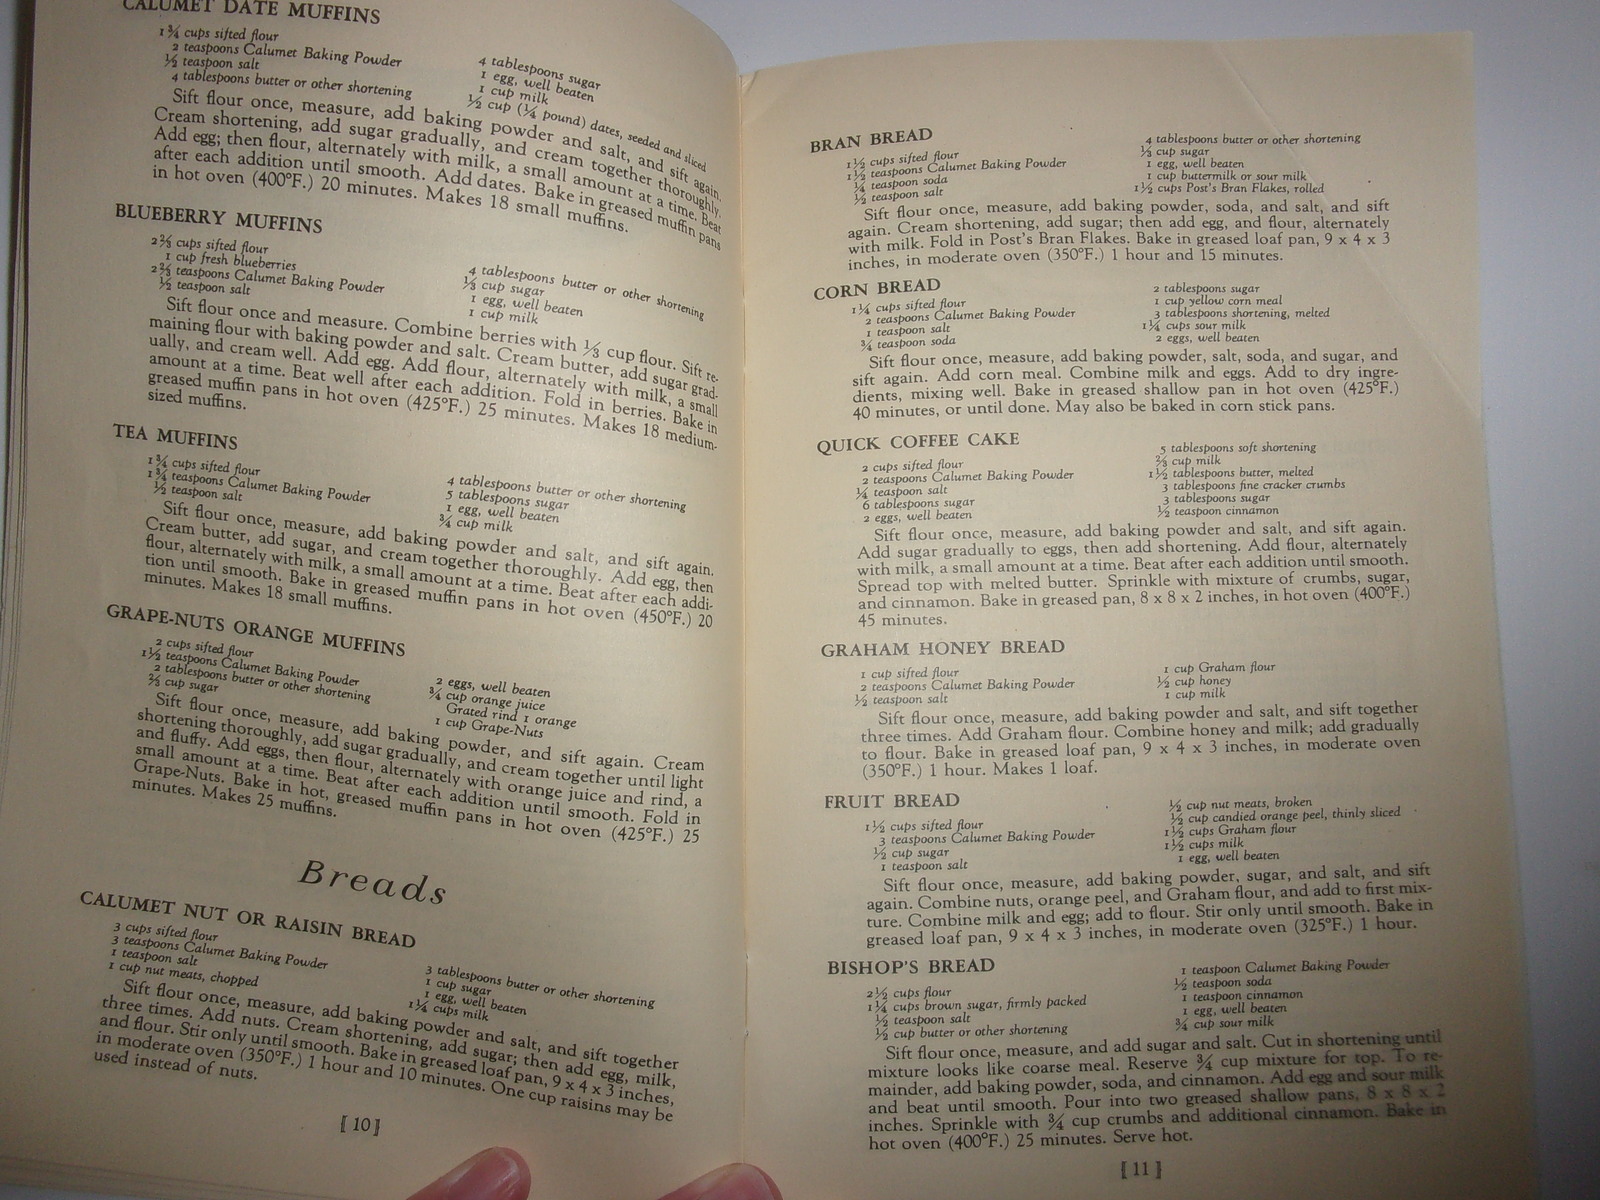 CALUMET DATE MUFFINS
1¾ cups sifted flour
2 teaspoons Calumet Baking Powder
½ teaspoon salt
4 tablespoons butter or other shortening
4 tablespoons sugar
1 egg, well beaten
1 cup milk
½ cup (¼ pound) dates, seeded and sliced
Sift flour once, measure, add baking powder and salt, and sift again.
Cream shortening, add sugar gradually, and cream together thoroughly.
Add egg; then flour, alternately with milk, a small amount at a time. Beat
after each addition until smooth. Add dates. Bake in greased muffin pans
in hot oven (400°F.) 20 minutes. Makes 18 small muffins.
BLUEBERRY MUFFINS
2⅔ cups sifted flour
1 cup fresh blueberries
2⅔ teaspoons Calumet Baking Powder
½ teaspoon salt
4 tablespoons butter or other shortening
⅓ cup sugar
1 egg, well beaten
1 cup milk
Sift flour once and measure. Combine berries with ⅓ cup flour. Sift re-
maining flour with baking powder and salt. Cream butter, add sugar grad-
ually, and cream well. Add egg. Add flour, alternately with milk, a small
amount at a time. Beat well after each addition. Fold in berries. Bake in
greased muffin pans in hot oven (425°F.) 25 minutes. Makes 18 medium-
sized muffins.
TEA MUFFINS
1¾ cups sifted flour
1¾ teaspoons Calumet Baking Powder
½ teaspoon salt
4 tablespoons butter or other shortening
5 tablespoons sugar
1 egg, well beaten
¾ cup milk
Sift flour once, measure, add baking powder and salt, and sift again.
Cream butter, add sugar, and cream together thoroughly. Add egg, then
flour, alternately with milk, a small amount at a time. Beat after each addi-
tion until smooth. Bake in greased muffin pans in hot oven (450°F.) 20
minutes. Makes 18 small muffins.
GRAPE-NUTS ORANGE MUFFINS
2 cups sifted flour
1½ teaspoons Calumet Baking Powder
2 tablespoons butter or other shortening
⅔ cup sugar
2 eggs, well beaten
¾ cup orange juice
Grated rind 1 orange
1 cup Grape-Nuts
Sift flour once, measure, add baking powder, and sift again. Cream
shortening thoroughly, add sugar gradually, and cream together until light
and fluffy. Add eggs, then flour, alternately with orange juice and rind, a
small amount at a time. Beat after each addition until smooth. Fold in
Grape-Nuts. Bake in hot, greased muffin pans in hot oven (425°F.) 25
minutes. Makes 25 muffins.
Breads
CALUMET NUT OR RAISIN BREAD
3 cups sifted flour
3 teaspoons Calumet Baking Powder
1 teaspoon salt
1 cup nut meats, chopped
3 tablespoons butter or other shortening
1 cup sugar
1 egg, well beaten
1¼ cups milk
Sift flour once, measure, add baking powder and salt, and sift together
three times. Add nuts. Cream shortening, add sugar; then add egg, milk,
and flour. Stir only until smooth. Bake in greased loaf pan, 9 x 4 x 3 inches,
in moderate oven (350°F.) 1 hour and 10 minutes. One cup raisins may be
used instead of nuts.
[ 10 ]
BRAN BREAD
1½ cups sifted flour
1½ teaspoons Calumet Baking Powder
¼ teaspoon soda
½ teaspoon salt
4 tablespoons butter or other shortening
⅓ cup sugar
1 egg, well beaten
1 cup buttermilk or sour milk
1½ cups Post's Bran Flakes, rolled
Sift flour once, measure, add baking powder, soda, and salt, and sift
again. Cream shortening, add sugar; then add egg, and flour, alternately
with milk. Fold in Post's Bran Flakes. Bake in greased loaf pan, 9 x 4 x 3
inches, in moderate oven (350°F.) 1 hour and 15 minutes.
CORN BREAD
1¼ cups sifted flour
2 teaspoons Calumet Baking Powder
1 teaspoon salt
¾ teaspoon soda
2 tablespoons sugar
1 cup yellow corn meal
3 tablespoons shortening, melted
1¼ cups sour milk
2 eggs, well beaten
Sift flour once, measure, add baking powder, salt, soda, and sugar, and
sift again. Add corn meal. Combine milk and eggs. Add to dry ingre-
dients, mixing well. Bake in greased shallow pan in hot oven (425°F.)
40 minutes, or until done. May also be baked in corn stick pans.
QUICK COFFEE CAKE
2 cups sifted flour
2 teaspoons Calumet Baking Powder
¼ teaspoon salt
6 tablespoons sugar
2 eggs, well beaten
5 tablespoons soft shortening
⅔ cup milk
1½ tablespoons butter, melted
3 tablespoons fine cracker crumbs
3 tablespoons sugar
½ teaspoon cinnamon
Sift flour once, measure, add baking powder and salt, and sift again.
Add sugar gradually to eggs, then add shortening. Add flour, alternately
with milk, a small amount at a time. Beat after each addition until smooth.
Spread top with melted butter. Sprinkle with mixture of crumbs, sugar,
and cinnamon. Bake in greased pan, 8 x 8 x 2 inches, in hot oven (400°F.)
45 minutes.
GRAHAM HONEY BREAD
1 cup sifted flour
2 teaspoons Calumet Baking Powder
½ teaspoon salt
1 cup Graham flour
½ cup honey
1 cup milk
Sift flour once, measure, add baking powder and salt, and sift together
three times. Add Graham flour. Combine honey and milk; add gradually
to flour. Bake in greased loaf pan, 9 x 4 x 3 inches, in moderate oven
(350°F.) 1 hour. Makes 1 loaf.
FRUIT BREAD
1½ cups sifted flour
3 teaspoons Calumet Baking Powder
½ cup sugar
1 teaspoon salt
½ cup nut meats, broken
½ cup candied orange peel, thinly sliced
1½ cups Graham flour
1½ cups milk
1 egg, well beaten
Sift flour once, measure, add baking powder, sugar, and salt, and sift
again. Combine nuts, orange peel, and Graham flour, and add to first mix-
ture. Combine milk and egg; add to flour. Stir only until smooth. Bake in
greased loaf pan, 9 x 4 x 3 inches, in moderate oven (325°F.) 1 hour.
BISHOP'S BREAD
2½ cups flour
1¼ cups brown sugar, firmly packed
½ teaspoon salt
½ cup butter or other shortening
1 teaspoon Calumet Baking Powder
½ teaspoon soda
1 teaspoon cinnamon
1 egg, well beaten
¾ cup sour milk
Sift flour once, measure, and add sugar and salt. Cut in shortening until
mixture looks like coarse meal. Reserve ¾ cup mixture for top. To re-
mainder, add baking powder, soda, and cinnamon. Add egg and sour milk
and beat until smooth. Pour into two greased shallow pans, 8 x 8 x 2
inches. Sprinkle with ¾ cup crumbs and additional cinnamon. Bake in
hot oven (400°F.) 25 minutes. Serve hot.
[ 11 ]